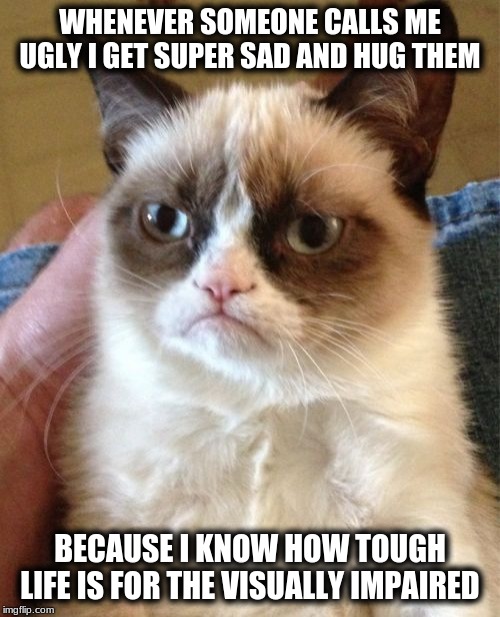 WHENEVER SOMEONE CALLS ME
UGLY I GET SUPER SAD AND HUG THEM
BECAUSE I KNOW HOW TOUGH
LIFE IS FOR THE VISUALLY IMPAIRED
imgflip.com